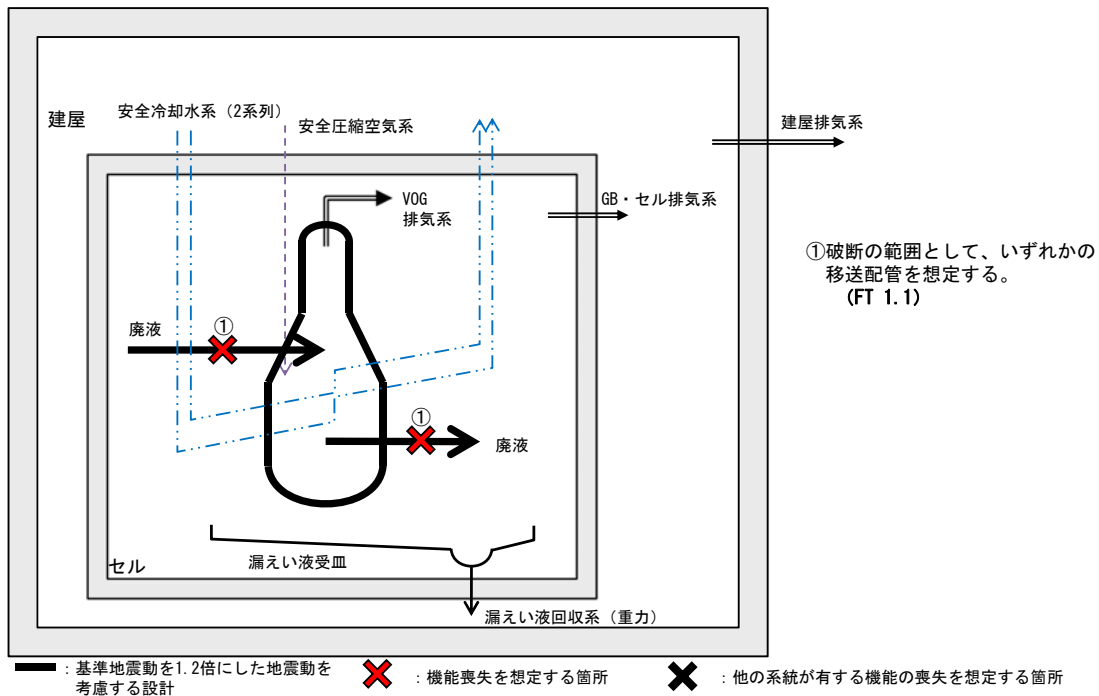 建屋
安全冷却水系（2系列）
安全圧縮空気系
建屋排気系
VOG
排気系
GB・セル排気系
①破断の範囲として、いずれかの
移送配管を想定する。
(FT 1.1)
廃液
①
①
廃液
セル
漏えい液受皿
漏えい液回収系（重力）
：基準地震動を1.2倍にした地震動を
考慮する設計
：機能喪失を想定する箇所
：他の系統が有する機能の喪失を想定する箇所